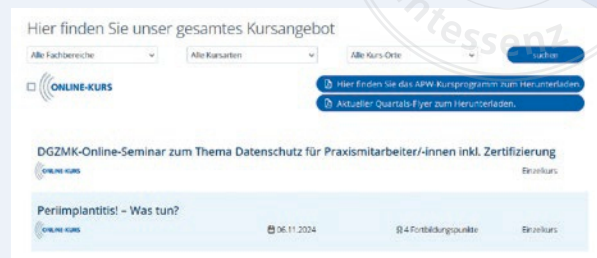 Hier finden Sie unser gesamtes Kursangebot
Alle Fachbereiche Alle Kursarten Alle Kurs-Orte suchen
ONLINE-KURS
Hier finden Sie das APW-Kursprogramm zum Herunterladen.
Aktueller Quartals-Flyer zum Herunterladen.
DGZMK-Online-Seminar zum Thema Datenschutz für Praxismitarbeiter/-innen inkl. Zertifizierung
ONLINE-KURS Einzelkurs
Periimplantitis! – Was tun?
ONLINE-KURS 06.11.2024 4 Fortbildungspunkte Einzelkurs